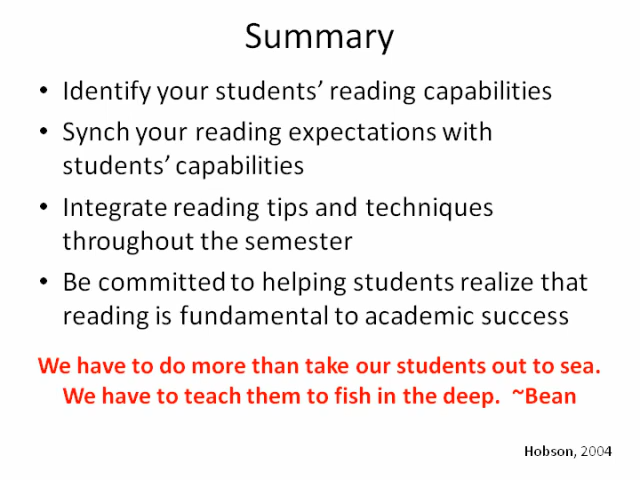 Summary
• Identify your students’ reading capabilities
• Synch your reading expectations with
students’ capabilities
• Integrate reading tips and techniques
throughout the semester
• Be committed to helping students realize that
reading is fundamental to academic success
We have to do more than take our students out to sea.
We have to teach them to fish in the deep.  ~Bean
Hobson, 2004